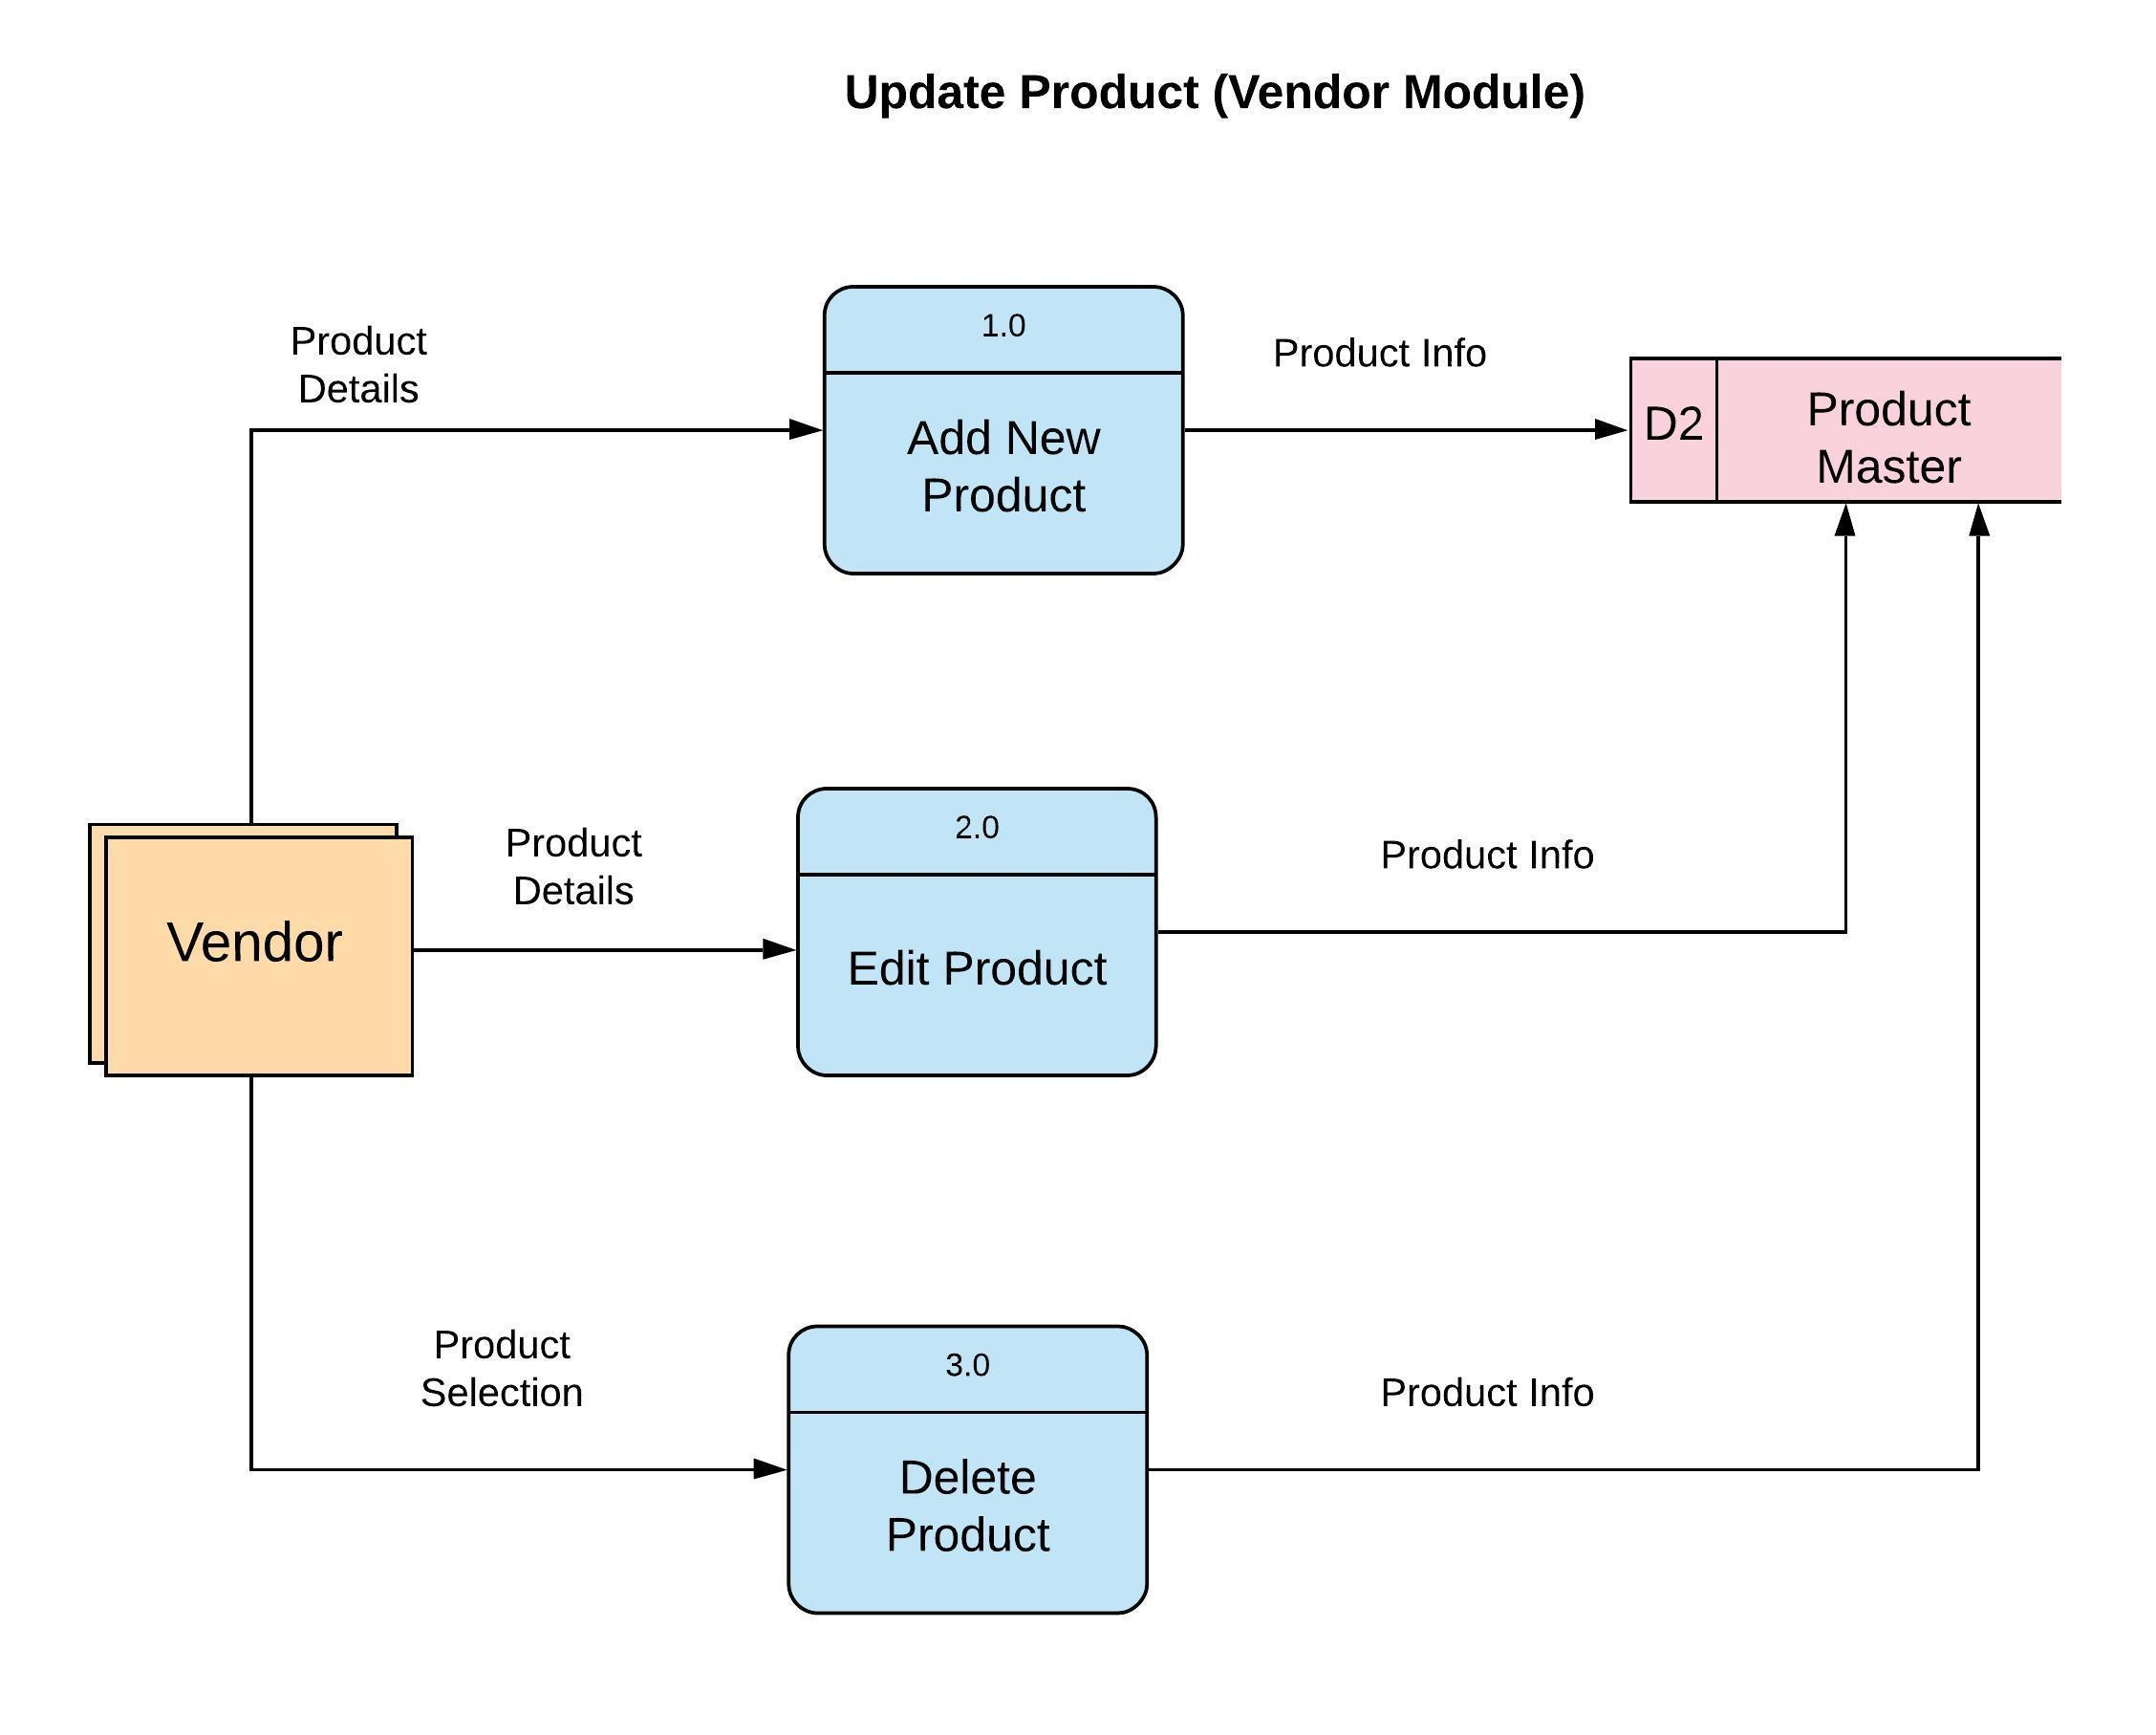 Update Product (Vendor Module)
Product
Details
1.0
Add New
Product
Product Info
D2
Product
Master
Vendor
Product
Details
2.0
Edit Product
Product Info
Product
Selection
3.0
Delete
Product
Product Info